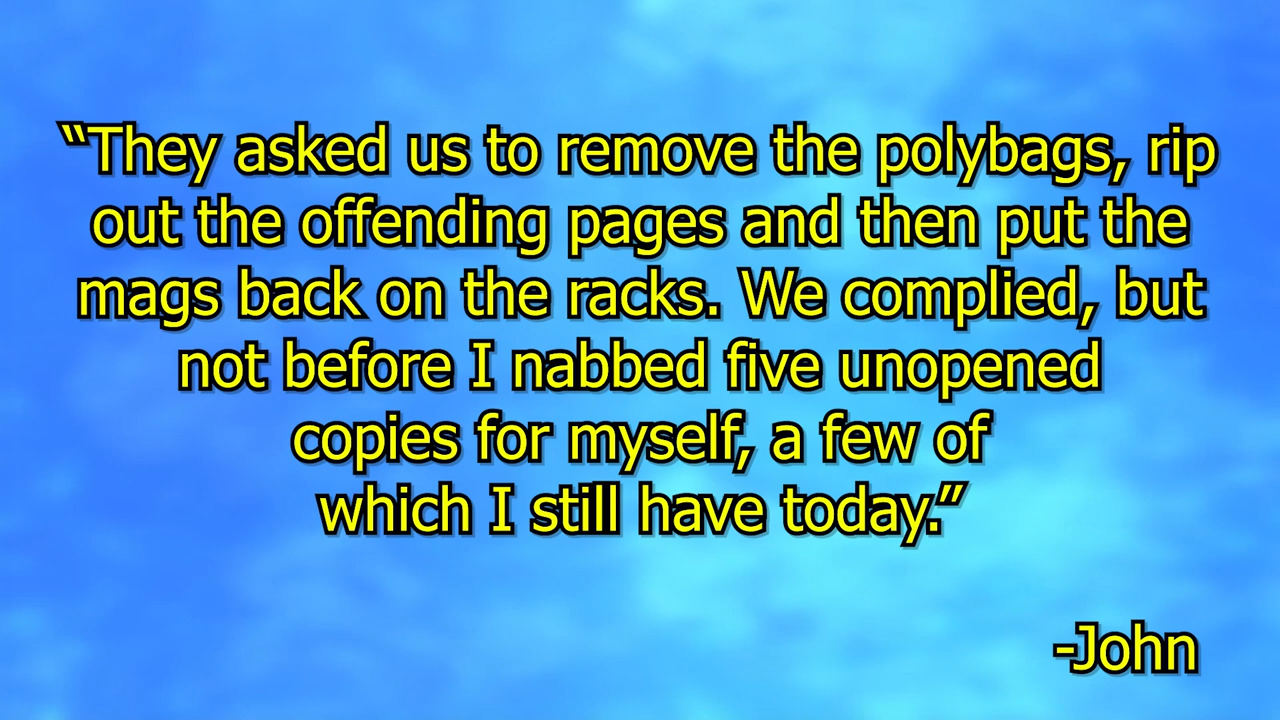 “They asked us to remove the polybags, rip
out the offending pages and then put the
mags back on the racks. We complied, but
not before I nabbed five unopened
copies for myself, a few of
which I still have today.”
-John